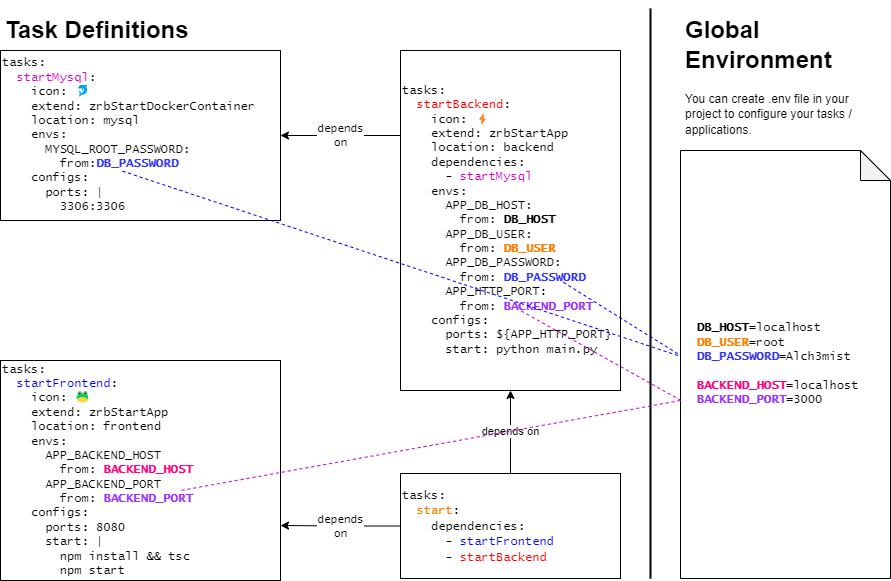 Task Definitions
tasks:
startMysql:
icon:
extend: zrbStartDockerContainer
location: mysql
envs:
MYSQL_ROOT_PASSWORD:
from:DB_PASSWORD
configs:
ports: |
3306:3306
depends
on
tasks:
startBackend:
icon:
extend: zrbStartApp
location: backend
dependencies:
- startMysql
envs:
APP_DB_HOST:
from: DB_HOST
APP_DB_USER:
from: DB_USER
APP_DB_PASSWORD:
from: DB_PASSWORD
APP_HTTP_PORT:
from: BACKEND_PORT
configs:
ports: ${APP_HTTP_PORT}
start: python main.py
tasks:
startFrontend:
icon:
extend: zrbStartApp
location: frontend
envs:
APP_BACKEND_HOST
from: BACKEND_HOST
APP_BACKEND_PORT
from: BACKEND_PORT
configs:
ports: 8080
start: |
npm install && tsc
npm start
depends
on
depends on
tasks:
start:
dependencies:
- startFrontend
- startBackend
Global
Environment
You can create .env file in your
project to configure your tasks /
applications.
DB_HOST=localhost
DB_USER=root
DB_PASSWORD=Alch3mist
BACKEND_HOST=localhost
BACKEND_PORT=3000